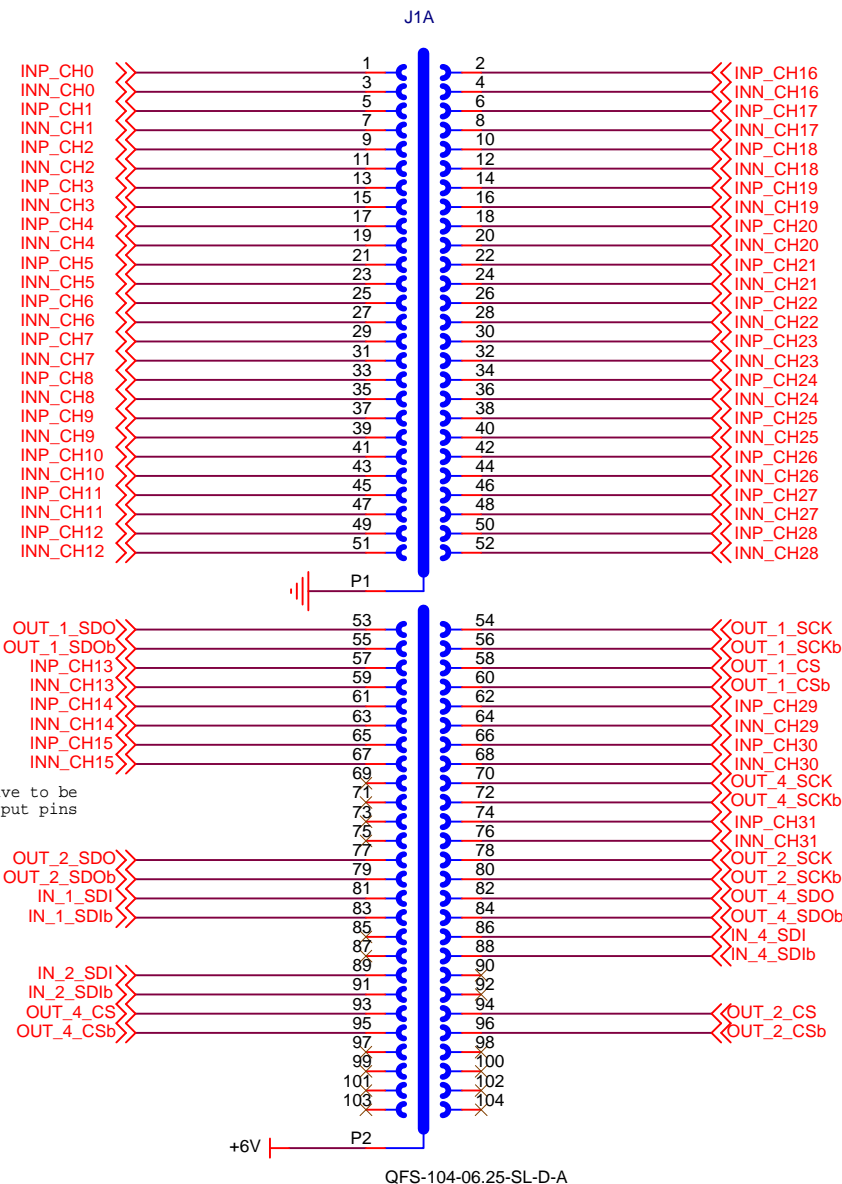 J1A
INP_CH0 1 2 INP_CH16
INN_CH0 3 4 INN_CH16
INP_CH1 5 6 INP_CH17
INN_CH1 7 8 INN_CH17
INP_CH2 9 10 INP_CH18
INN_CH2 11 12 INN_CH18
INP_CH3 13 14 INP_CH19
INN_CH3 15 16 INN_CH19
INP_CH4 17 18 INP_CH20
INN_CH4 19 20 INN_CH20
INP_CH5 21 22 INP_CH21
INN_CH5 23 24 INN_CH21
INP_CH6 25 26 INP_CH22
INN_CH6 27 28 INN_CH22
INP_CH7 29 30 INP_CH23
INN_CH7 31 32 INN_CH23
INP_CH8 33 34 INP_CH24
INN_CH8 35 36 INN_CH24
INP_CH9 37 38 INP_CH25
INN_CH9 39 40 INN_CH25
INP_CH10 41 42 INP_CH26
INN_CH10 43 44 INN_CH26
INP_CH11 45 46 INP_CH27
INN_CH11 47 48 INN_CH27
INP_CH12 49 50 INP_CH28
INN_CH12 51 52 INN_CH28
P1
OUT_1_SDO 53 54 OUT_1_SCK
OUT_1_SDOb 55 56 OUT_1_SCKb
INP_CH13 57 58 OUT_1_CS
INN_CH13 59 60 OUT_1_CSb
INP_CH14 61 62 INP_CH29
INN_CH14 63 64 INN_CH29
INP_CH15 65 66 INP_CH30
INN_CH15 67 68 INN_CH30
69 70 OUT_4_SCK
ve to be 71 72 OUT_4_SCKb
put pins 73 74 INP_CH31
75 76 INN_CH31
OUT_2_SDO 77 78 OUT_2_SCK
OUT_2_SDOb 79 80 OUT_2_SCKb
IN_1_SDI 81 82 OUT_4_SDO
IN_1_SDIb 83 84 OUT_4_SDOb
85 86 IN_4_SDI
87 88 IN_4_SDIb
IN_2_SDI 89 90
IN_2_SDIb 91 92
OUT_4_CS 93 94 OUT_2_CS
OUT_4_CSb 95 96 OUT_2_CSb
97 98
99 100
101 102
103 104
+6V P2
QFS-104-06.25-SL-D-A